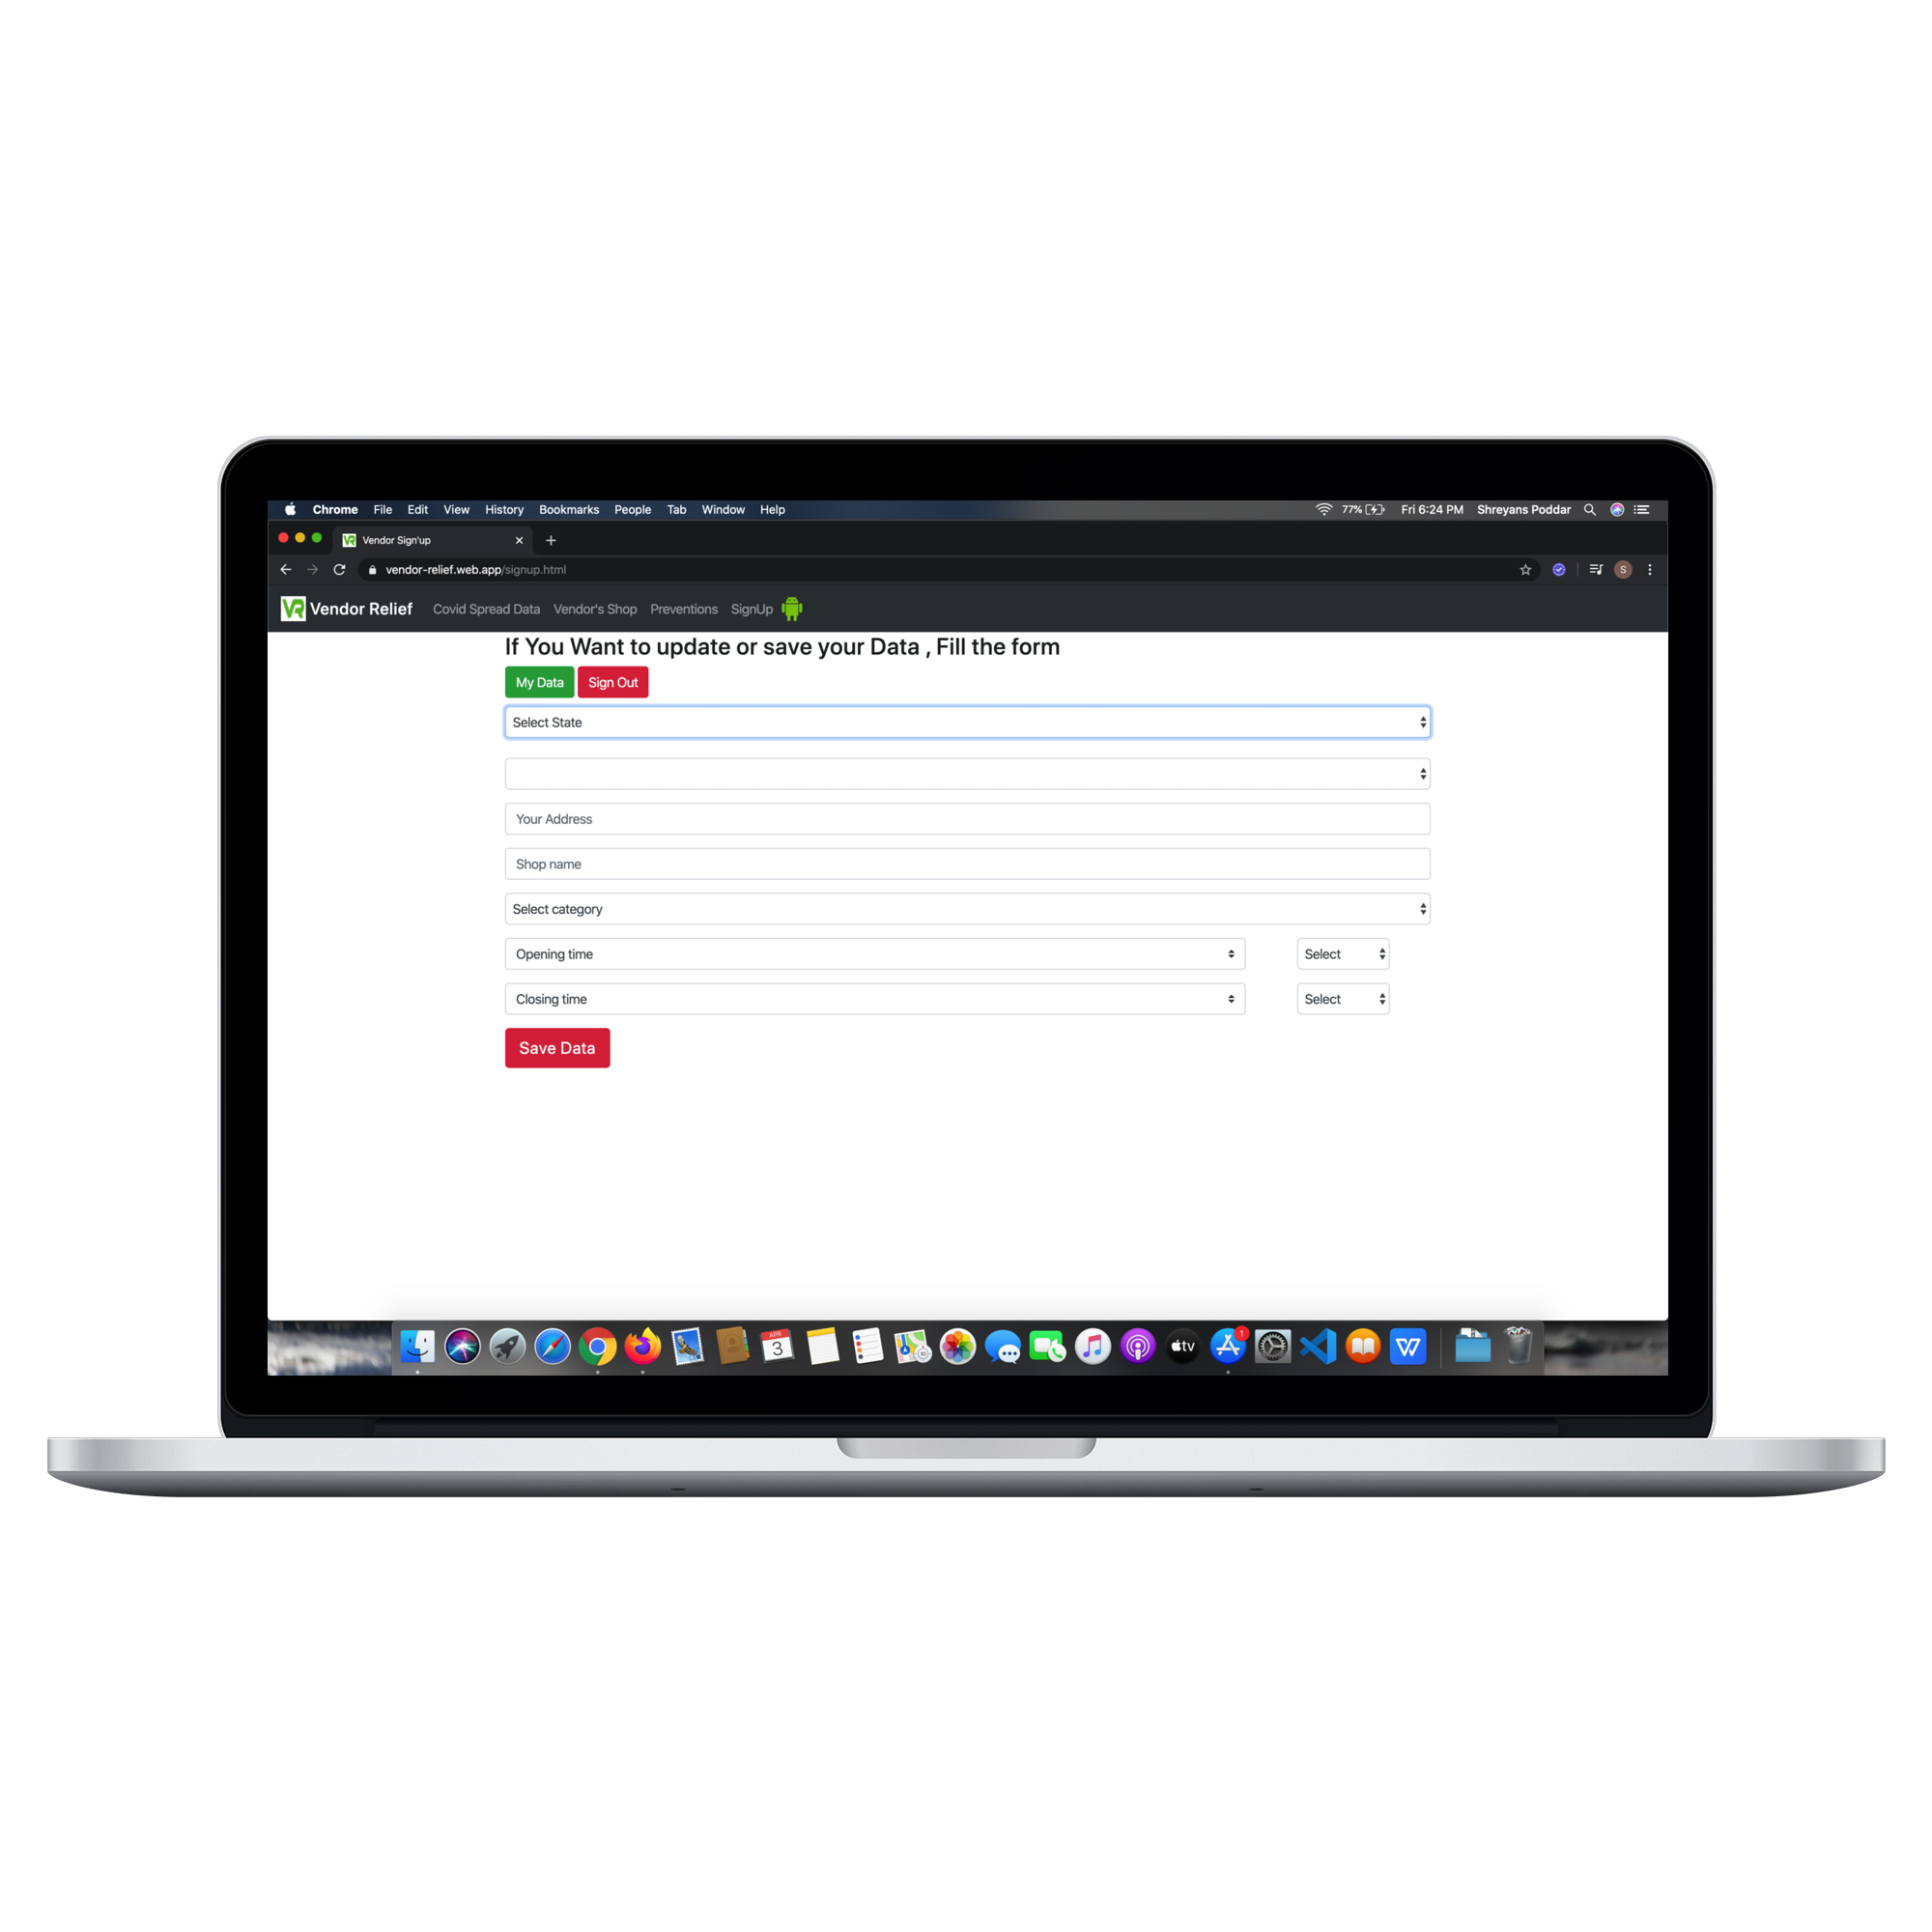 Chrome File Edit View History Bookmarks People Tab Window Help 77% Fri 6:24 PM Shreyans Poddar
VR Vendor Sign'up
vendor-relief.web.app/signup.html S
VR Vendor Relief Covid Spread Data Vendor's Shop Preventions SignUp
If You Want to update or save your Data , Fill the form
My Data Sign Out
Select State
Your Address
Shop name
Select category
Opening time Select
Closing time Select
Save Data
APR 1
3 tv W